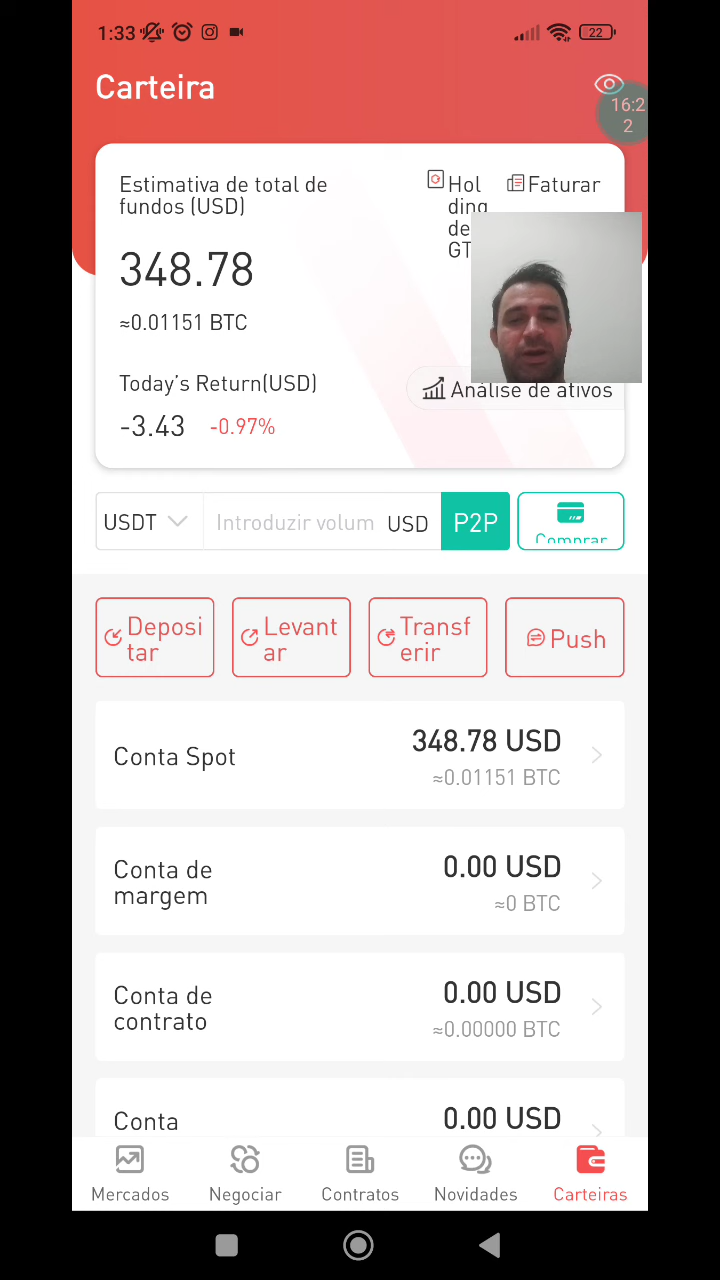 1:33
22
Carteira
16:2
2
Estimativa de total de
fundos (USD)
Hol
ding
de
GT
Faturar
348.78
≈0.01151 BTC
Today's Return(USD)
Análise de ativos
-3.43 -0.97%
USDT Introduzir volum USD P2P
Comprar
Deposi
tar
Levant
ar
Transf
erir
Push
Conta Spot
348.78 USD
≈0.01151 BTC
Conta de
margem
0.00 USD
≈0 BTC
Conta de
contrato
0.00 USD
≈0.00000 BTC
Conta
0.00 USD
Mercados Negociar Contratos Novidades Carteiras